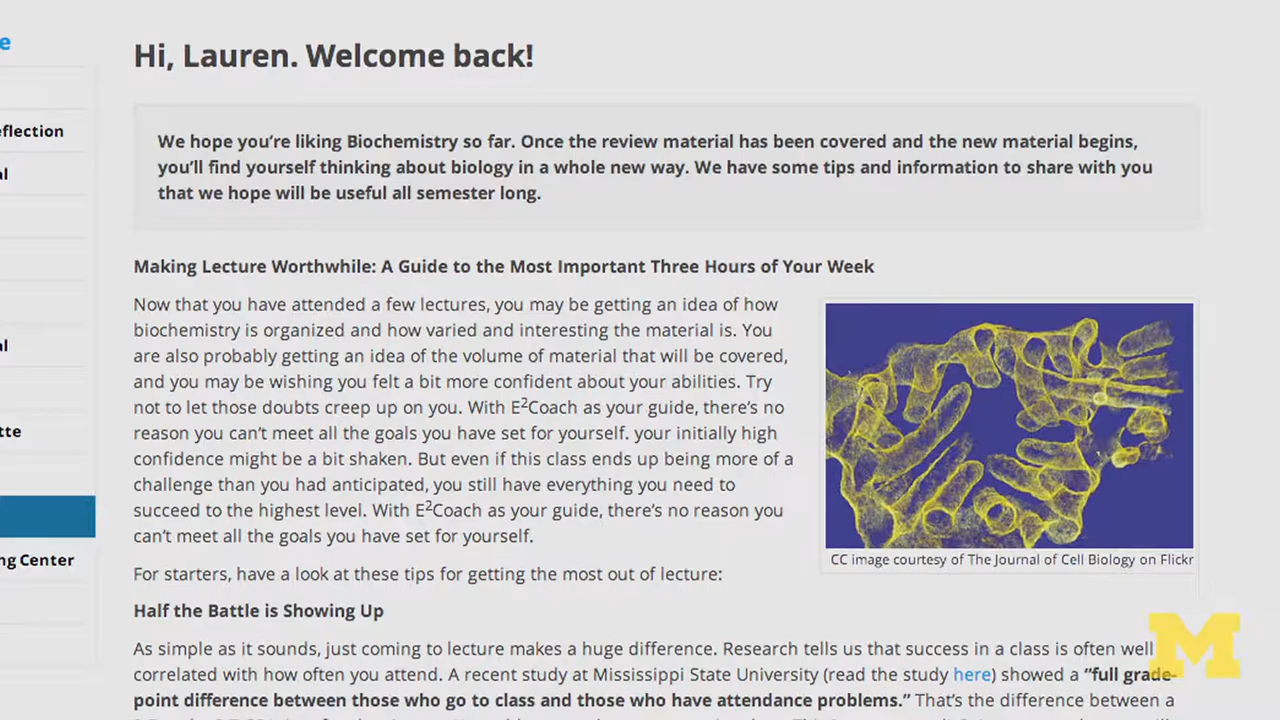 e
Hi, Lauren. Welcome back!
eflection
We hope you’re liking Biochemistry so far. Once the review material has been covered and the new material begins,
you’ll find yourself thinking about biology in a whole new way. We have some tips and information to share with you
that we hope will be useful all semester long.
al
Making Lecture Worthwhile: A Guide to the Most Important Three Hours of Your Week
Now that you have attended a few lectures, you may be getting an idea of how
biochemistry is organized and how varied and interesting the material is. You
are also probably getting an idea of the volume of material that will be covered,
and you may be wishing you felt a bit more confident about your abilities. Try
not to let those doubts creep up on you. With E²Coach as your guide, there’s no
reason you can’t meet all the goals you have set for yourself. your initially high
confidence might be a bit shaken. But even if this class ends up being more of a
challenge than you had anticipated, you still have everything you need to
succeed to the highest level. With E²Coach as your guide, there’s no reason you
can’t meet all the goals you have set for yourself.
al
tte
ng Center
CC image courtesy of The Journal of Cell Biology on Flickr
For starters, have a look at these tips for getting the most out of lecture:
Half the Battle is Showing Up
As simple as it sounds, just coming to lecture makes a huge difference. Research tells us that success in a class is often well
correlated with how often you attend. A recent study at Mississippi State University (read the study here) showed a “full grade-
point difference between those who go to class and those who have attendance problems.” That’s the difference between a
M